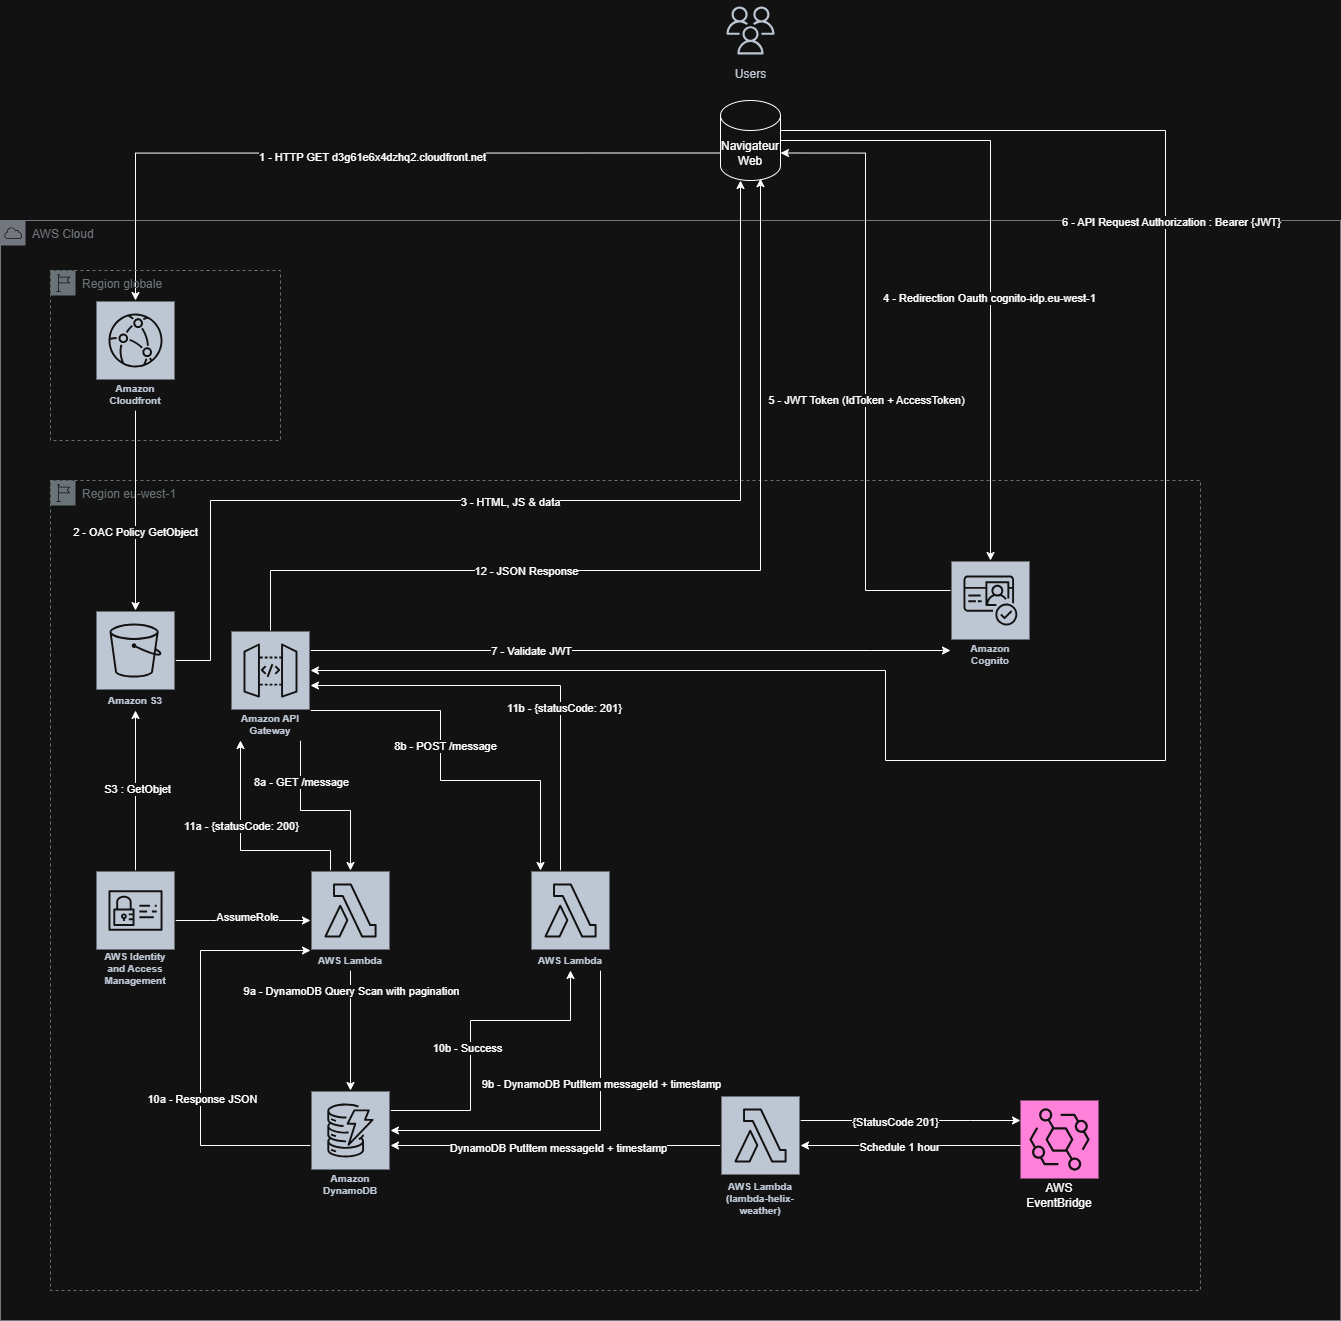 Users
Navigateur
Web
1 - HTTP GET d3g61e6x4dzhq2.cloudfront.net
6 - API Request Authorization : Bearer {JWT}
AWS Cloud
Region globale
4 - Redirection Oauth cognito-idp.eu-west-1
Amazon
Cloudfront
5 - JWT Token (IdToken + AccessToken)
Region eu-west-1
3 - HTML, JS & data
2 - OAC Policy GetObject
12 - JSON Response
7 - Validate JWT
Amazon
Cognito
Amazon S3
Amazon API
Gateway
11b - {statusCode: 201}
8b - POST /message
8a - GET /message
S3 : GetObjet
11a - {statusCode: 200}
AssumeRole
AWS Identity
and Access
Management
AWS Lambda
AWS Lambda
9a - DynamoDB Query Scan with pagination
10b - Success
9b - DynamoDB PutItem messageId + timestamp
10a - Response JSON
{StatusCode 201}
DynamoDB PutItem messageId + timestamp
Schedule 1 hour
Amazon
DynamoDB
AWS Lambda
(lambda-helix-
weather)
AWS
EventBridge